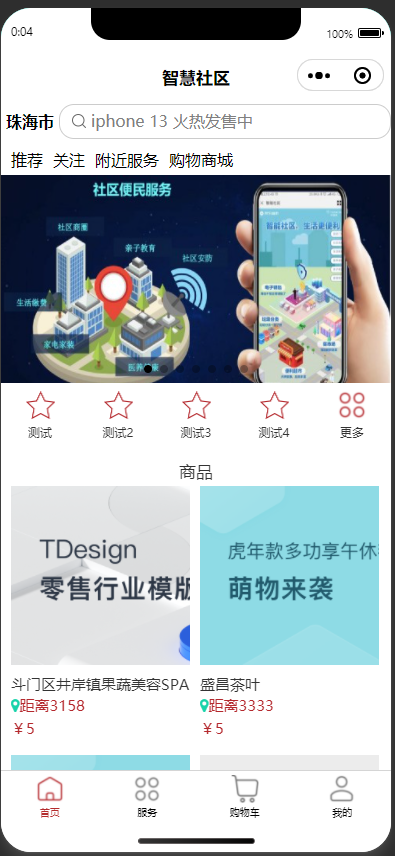 0:04
100%
智慧社区
珠海市
iphone 13 火热发售中
推荐 关注 附近服务 购物商城
社区便民服务
社区商圈
亲子教育
社区安防
生活缴费
家电家装
医养健康
智能社区，生活更便利
测试 测试2 测试3 测试4 更多
商品
TDesign
零售行业模版
虎年款多功享午休
萌物来袭
斗门区井岸镇果蔬美容SPA
盛昌茶叶
距离3158
距离3333
￥5
￥5
首页 服务 购物车 我的